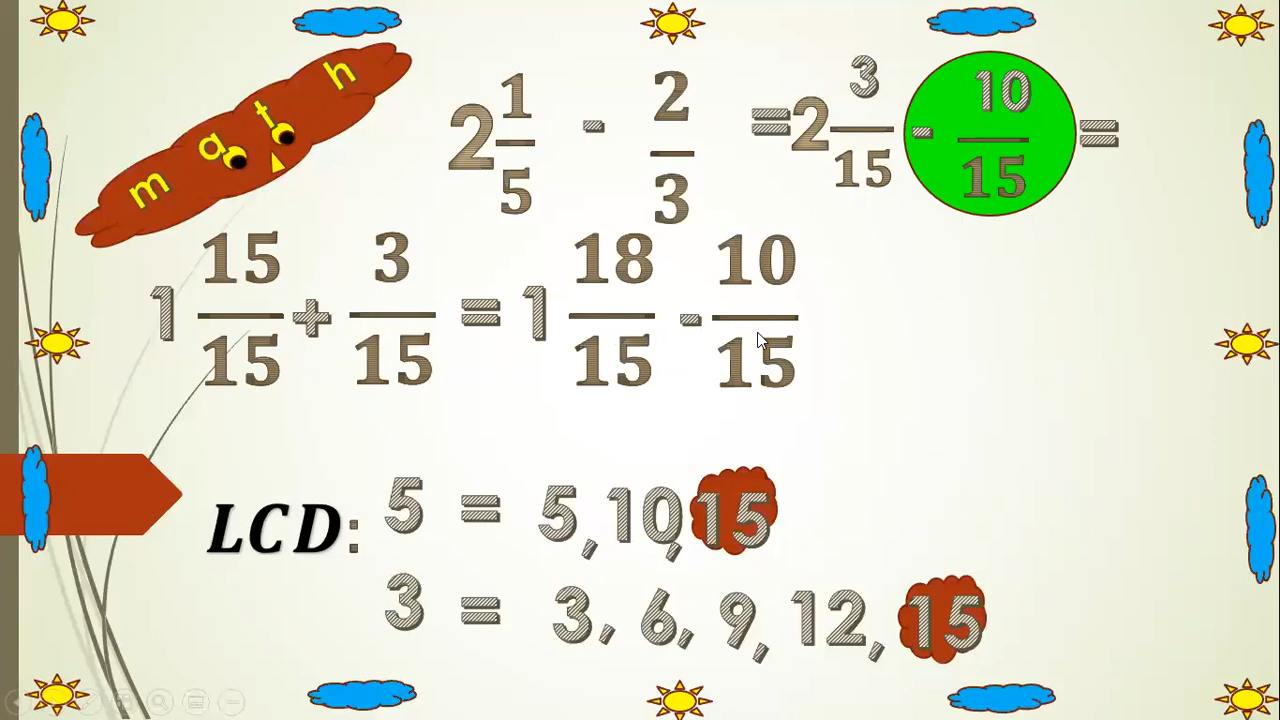 math
2 1/5 - 2/3 = 2 3/15 - 10/15 =
1 15/15 + 3/15 = 1 18/15 - 10/15
LCD: 5 = 5, 10, 15
3 = 3, 6, 9, 12, 15